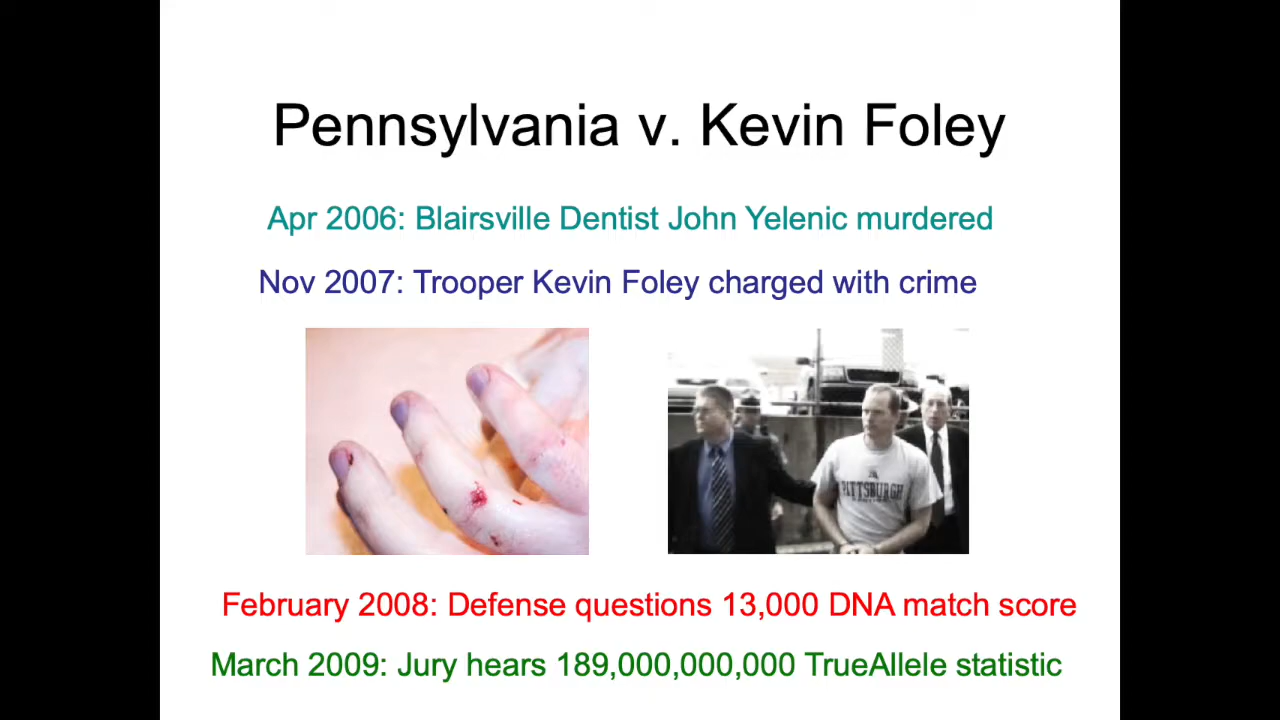 Pennsylvania v. Kevin Foley
Apr 2006: Blairsville Dentist John Yelenic murdered
Nov 2007: Trooper Kevin Foley charged with crime
PITTSBURGH
February 2008: Defense questions 13,000 DNA match score
March 2009: Jury hears 189,000,000,000 TrueAllele statistic